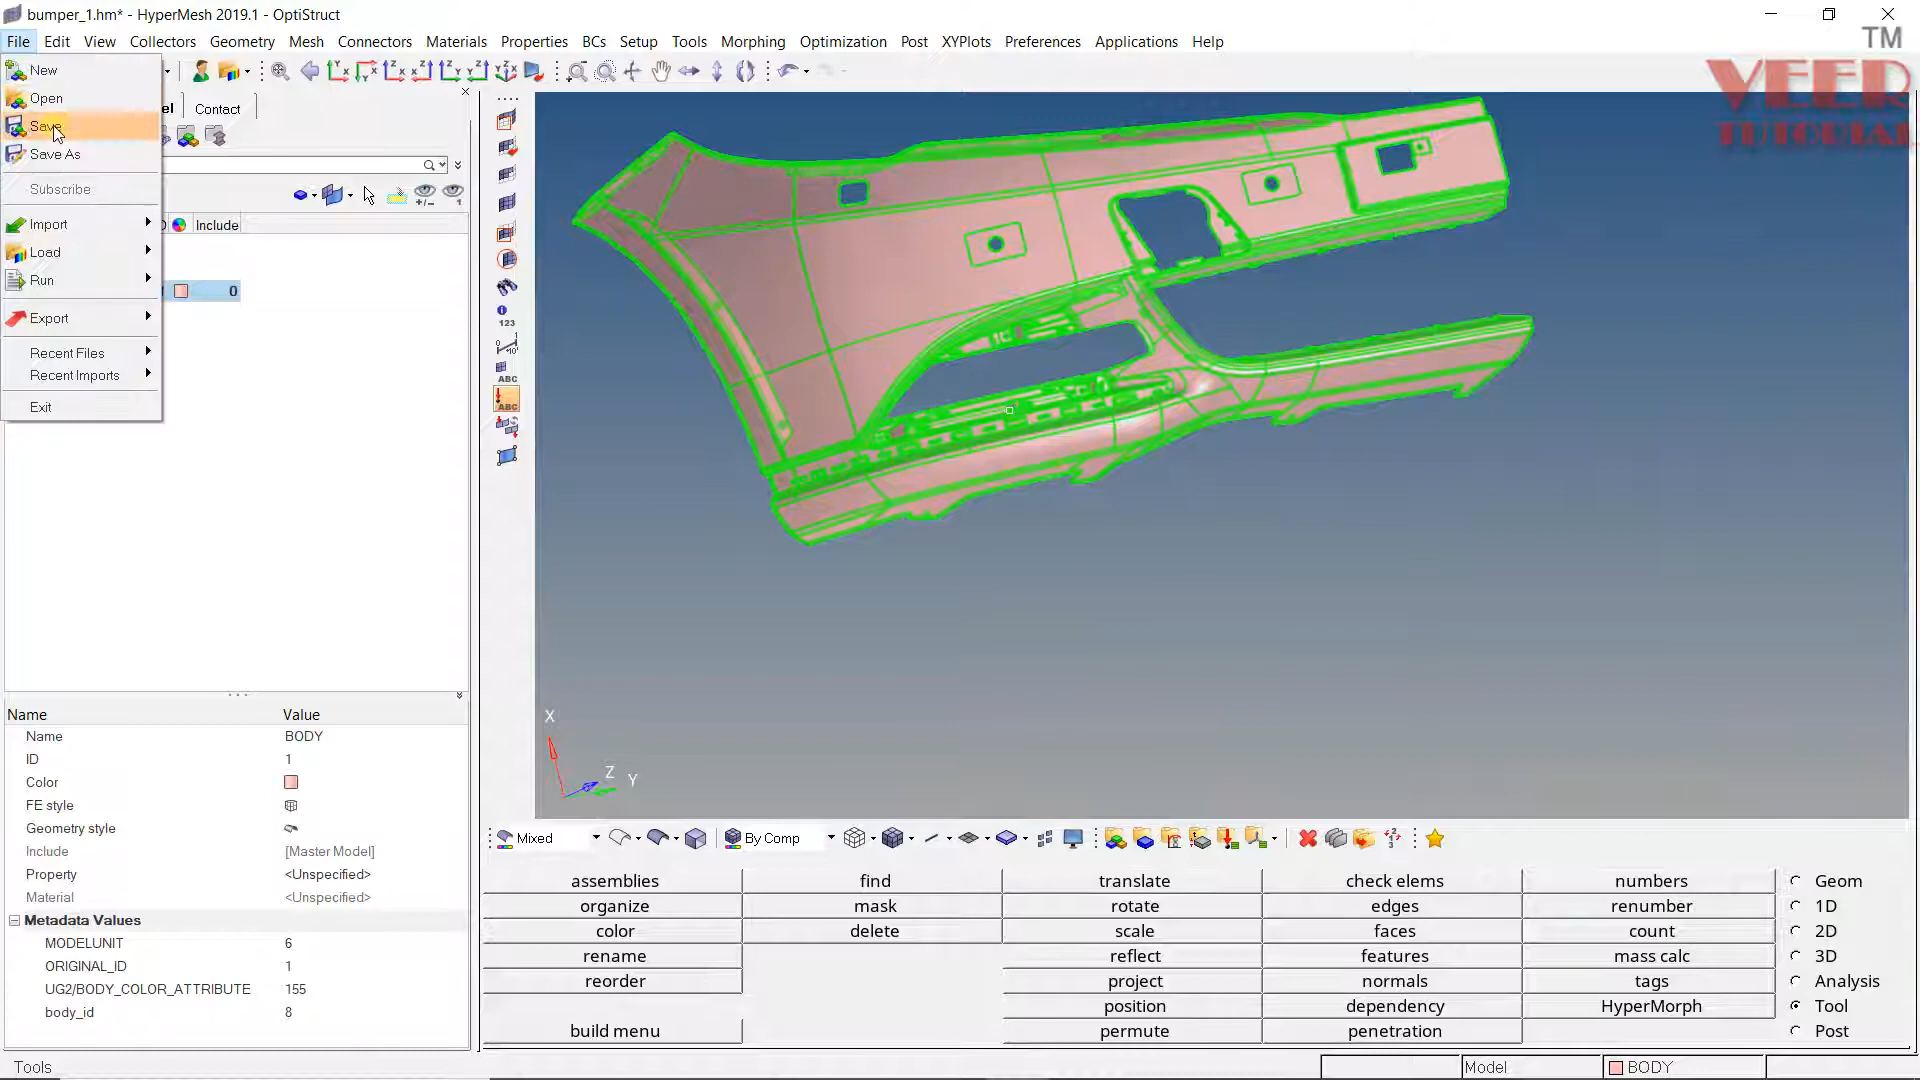 bumper_1.hm* - HyperMesh 2019.1 - OptiStruct
File Edit View Collectors Geometry Mesh Connectors Materials Properties BCs Setup Tools Morphing Optimization Post XYPlots Preferences Applications Help
TM
VEER
TUTORIAL
New
Open
Save
Save As
Subscribe
Import
Load
Run
Export
Recent Files
Recent Imports
Exit
Contact
Include
0
123
ABC
ABC
X
Z
Y
Name Value
Name BODY
ID 1
Color
FE style
Geometry style
Include [Master Model]
Property <Unspecified>
Material <Unspecified>
Metadata Values
MODELUNIT 6
ORIGINAL_ID 1
UG2/BODY_COLOR_ATTRIBUTE 155
body_id 8
Mixed By Comp
assemblies find translate check elems numbers Geom
organize mask rotate edges renumber 1D
color delete scale faces count 2D
rename reflect features mass calc 3D
reorder project normals tags Analysis
position dependency HyperMorph Tool
build menu permute penetration Post
Tools Model BODY